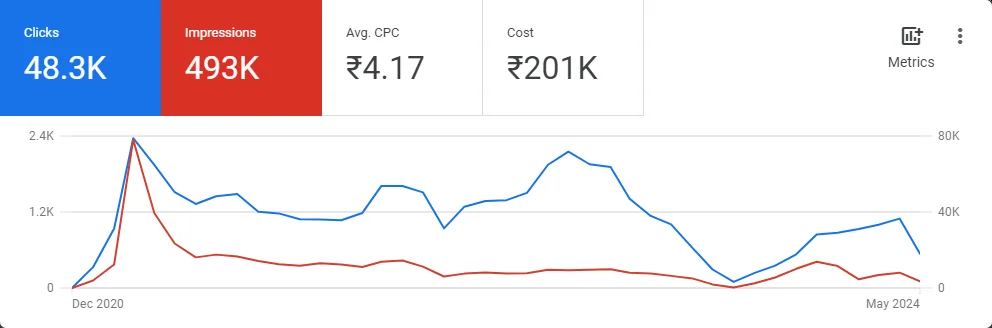 Clicks
48.3K
Impressions
493K
Avg. CPC
₹4.17
Cost
₹201K
Metrics
2.4K
80K
1.2K
40K
0
0
Dec 2020
May 2024